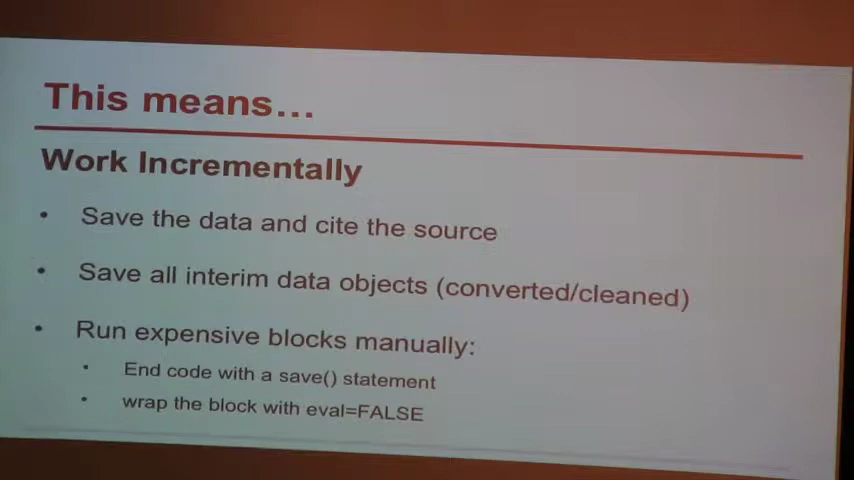 This means…
Work Incrementally
• Save the data and cite the source
• Save all interim data objects (converted/cleaned)
• Run expensive blocks manually:
• End code with a save() statement
• wrap the block with eval=FALSE